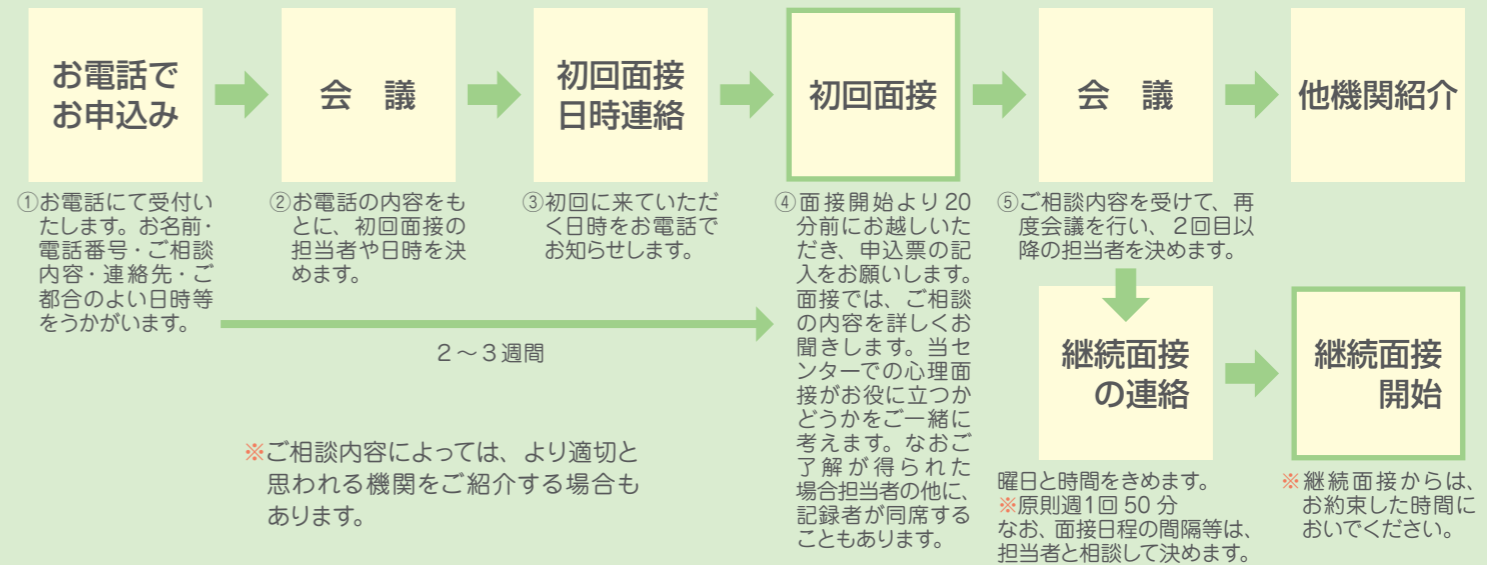 お電話で
お申込み
①お電話にて受付い
たします。お名前・
電話番号・ご相談
内容・連絡先・ご
都合のよい日時等
をうかがいます。
会　議
②お電話の内容をも
とに、初回面接の
担当者や日時を決
めます。
初回面接
日時連絡
③初回に来ていただ
く日時をお電話で
お知らせします。
2～3週間
※ご相談内容によっては、より適切と
思われる機関をご紹介する場合も
あります。
初回面接
④面接開始より20
分前にお越しいた
だき、申込票の記
入をお願いします。
面接では、ご相談
の内容を詳しくお
聞きします。当セ
ンターでの心理面
接がお役に立つか
どうかをご一緒に
考えます。なおご
了解が得られた
場合担当者の他に、
記録者が同席する
こともあります。
会　議
⑤ご相談内容を受けて、再
度会議を行い、2回目以
降の担当者を決めます。
他機関紹介
継続面接
の連絡
曜日と時間をきめます。
※原則週1回 50 分
なお、面接日程の間隔等は、
担当者と相談して決めます。
継続面接
開始
※継続面接からは、
お約束した時間に
おいでください。